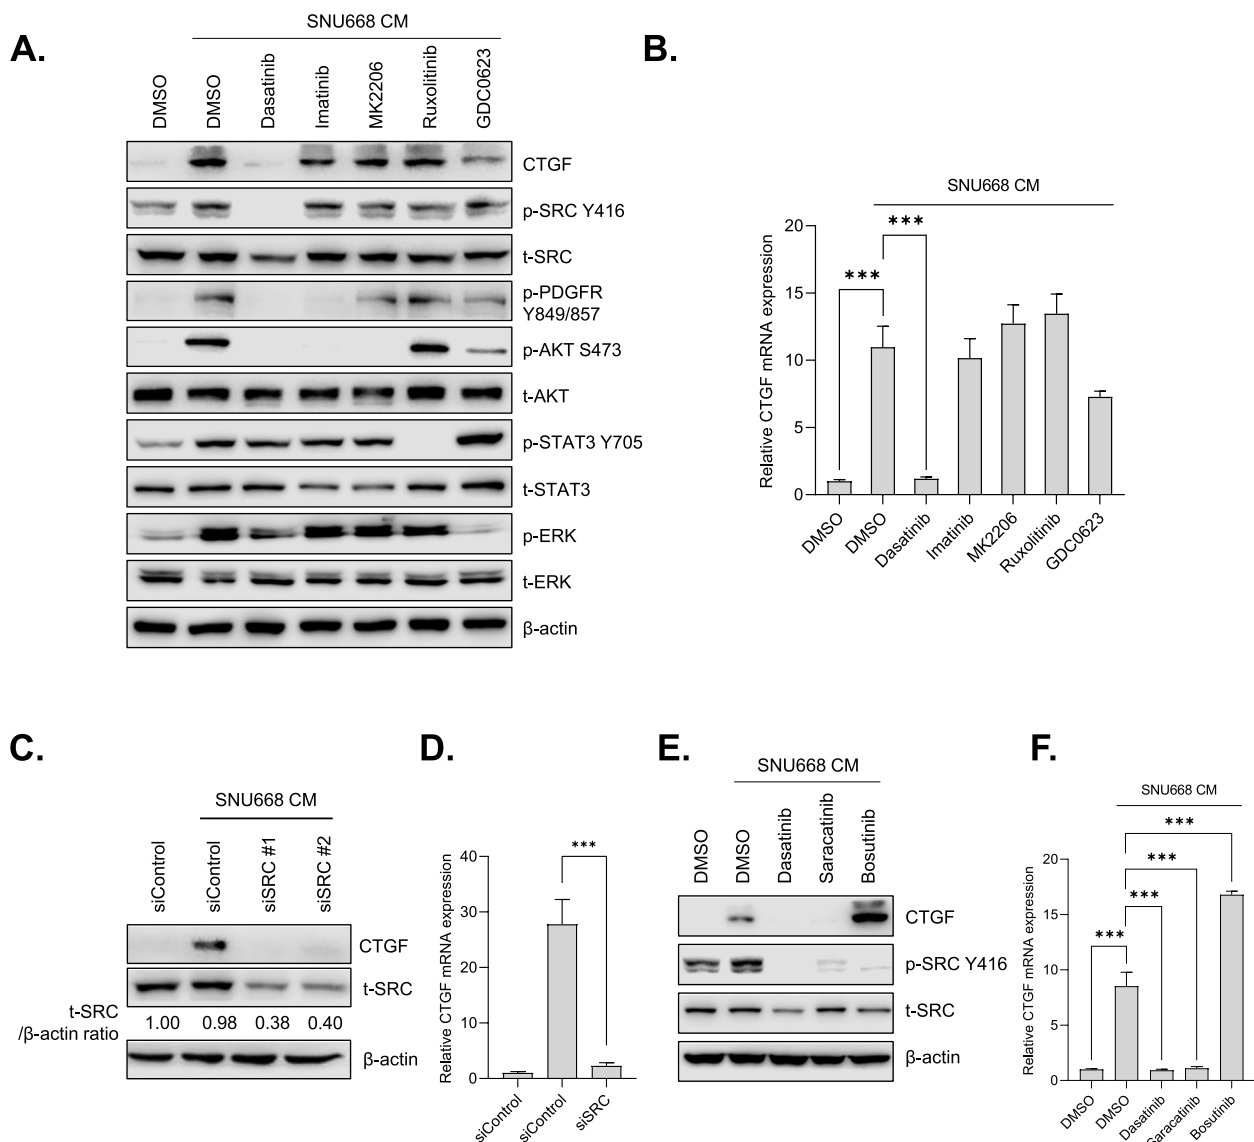 A.
SNU668 CM
DMSO
DMSO
Dasatinib
Imatinib
MK2206
Ruxolitinib
GDC0623
CTGF
p-SRC Y416
t-SRC
p-PDGFR
Y849/857
p-AKT S473
t-AKT
p-STAT3 Y705
t-STAT3
p-ERK
t-ERK
β-actin
B.
SNU668 CM
Relative CTGF mRNA expression
20
15
10
5
0
***
***
DMSO
DMSO
Dasatinib
Imatinib
MK2206
Ruxolitinib
GDC0623
C.
SNU668 CM
siControl
siControl
siSRC #1
siSRC #2
CTGF
t-SRC
t-SRC
/β-actin ratio
1.00 0.98 0.38 0.40
β-actin
D.
Relative CTGF mRNA expression
40
30
20
10
0
***
siControl
siControl
siSRC
E.
SNU668 CM
DMSO
DMSO
Dasatinib
Saracatinib
Bosutinib
CTGF
p-SRC Y416
t-SRC
β-actin
F.
SNU668 CM
Relative CTGF mRNA expression
20
15
10
5
0
***
***
***
***
DMSO
DMSO
Dasatinib
Saracatinib
Bosutinib